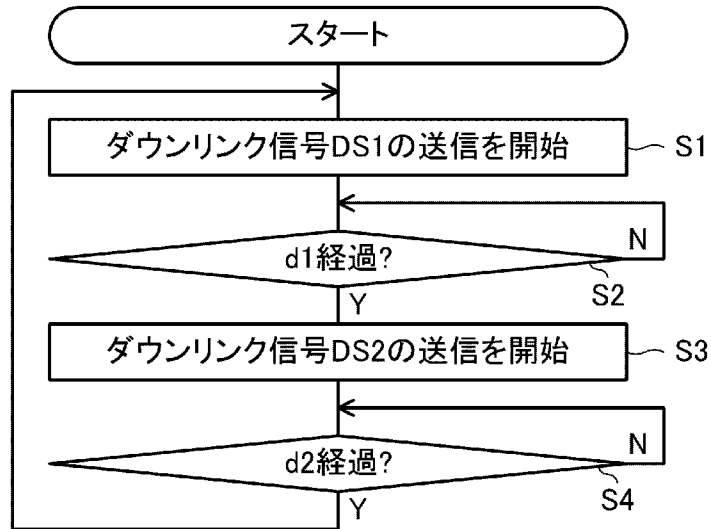 スタート
ダウンリンク信号DS1の送信を開始
S1
d1経過?
N
S2
Y
ダウンリンク信号DS2の送信を開始
S3
d2経過?
N
S4
Y